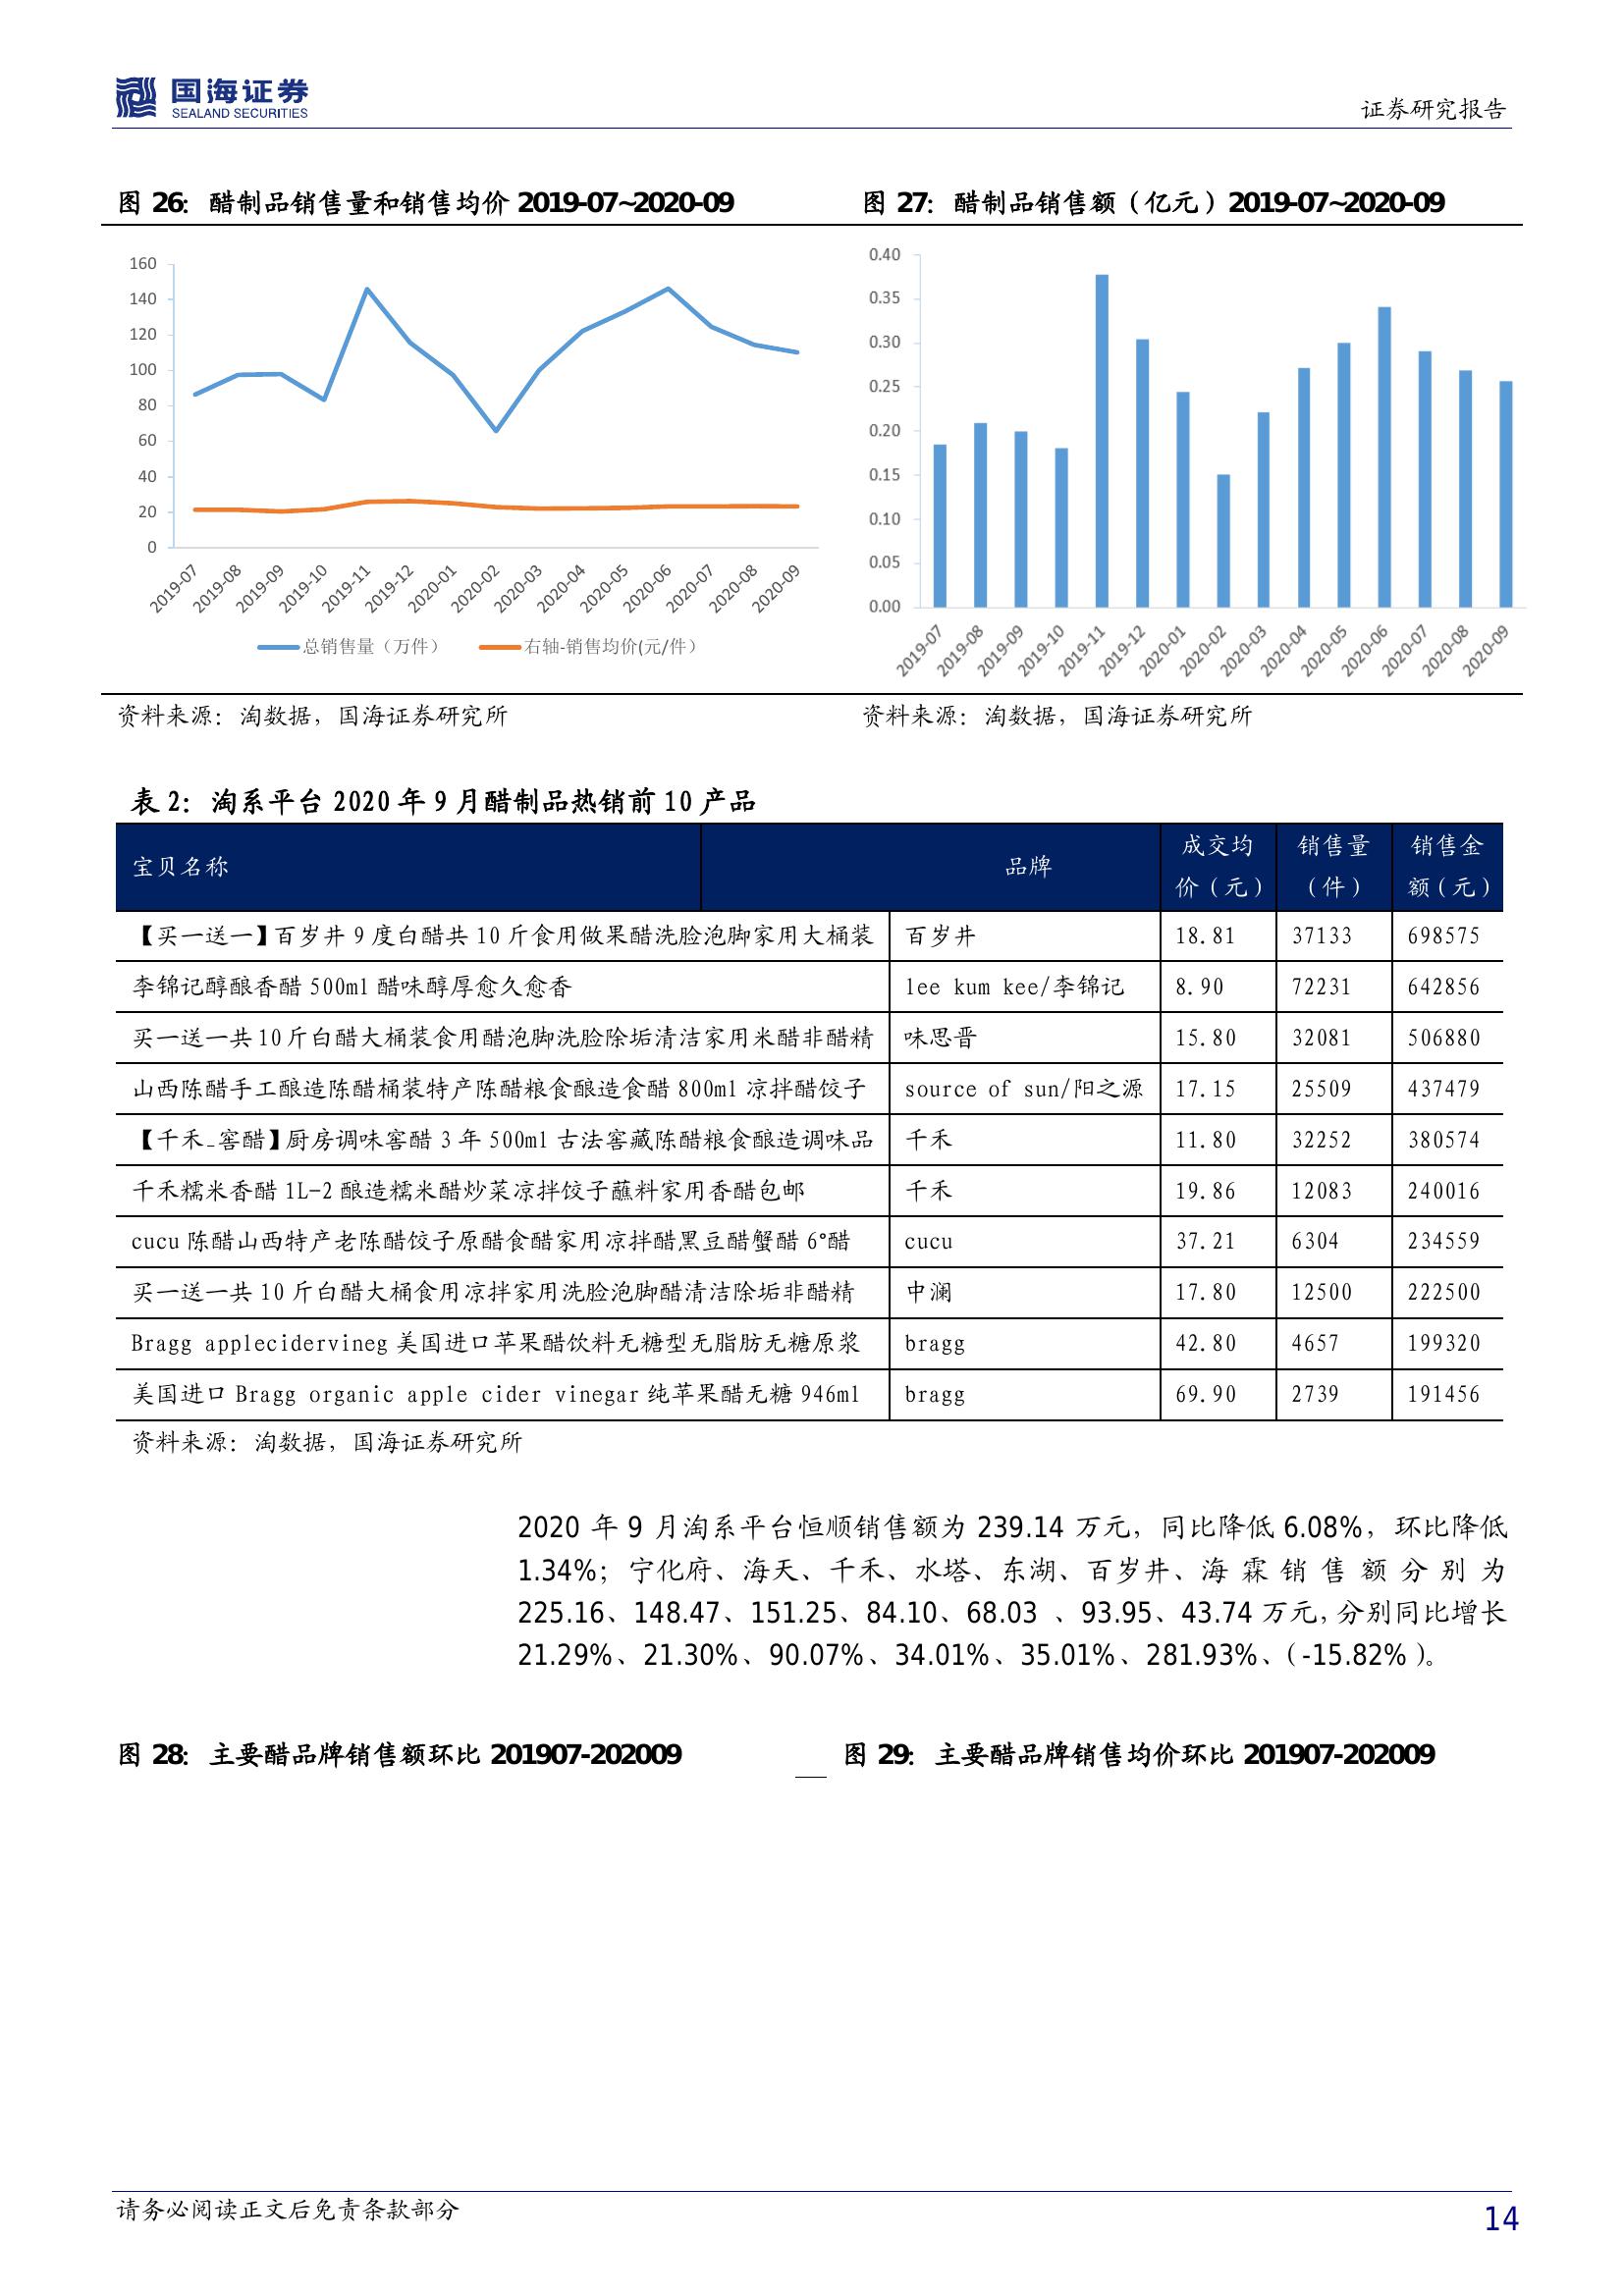 国海证券
SEALAND SECURITIES
证券研究报告
图 26：醋制品销售量和销售均价 2019-07~2020-09
图 27：醋制品销售额（亿元）2019-07~2020-09
160
140
120
100
80
60
40
20
0
2019-07 2019-08 2019-09 2019-10 2019-11 2019-12 2020-01 2020-02 2020-03 2020-04 2020-05 2020-06 2020-07 2020-08 2020-09
总销售量（万件） 右轴-销售均价(元/件）
0.40
0.35
0.30
0.25
0.20
0.15
0.10
0.05
0.00
2019-07 2019-08 2019-09 2019-10 2019-11 2019-12 2020-01 2020-02 2020-03 2020-04 2020-05 2020-06 2020-07 2020-08 2020-09
资料来源：淘数据，国海证券研究所
资料来源：淘数据，国海证券研究所
表 2：淘系平台 2020 年 9 月醋制品热销前 10 产品
宝贝名称 品牌 成交均价（元） 销售量（件） 销售金额（元）
【买一送一】百岁井 9 度白醋共 10 斤食用做果醋洗脸泡脚家用大桶装 百岁井 18.81 37133 698575
李锦记醇酿香醋 500ml 醋味醇厚愈久愈香 lee kum kee/李锦记 8.90 72231 642856
买一送一共 10 斤白醋大桶装食用醋泡脚洗脸除垢清洁家用米醋非醋精 味思晋 15.80 32081 506880
山西陈醋手工酿造陈醋桶装特产陈醋粮食酿造食醋 800ml 凉拌醋饺子 source of sun/阳之源 17.15 25509 437479
【千禾_窖醋】厨房调味窖醋 3 年 500ml 古法窖藏陈醋粮食酿造调味品 千禾 11.80 32252 380574
千禾糯米香醋 1L-2 酿造糯米醋炒菜凉拌饺子蘸料家用香醋包邮 千禾 19.86 12083 240016
cucu 陈醋山西特产老陈醋饺子原醋食醋家用凉拌醋黑豆醋蟹醋 6°醋 cucu 37.21 6304 234559
买一送一共 10 斤白醋大桶食用凉拌家用洗脸泡脚醋清洁除垢非醋精 中澜 17.80 12500 222500
Bragg applecidervineg 美国进口苹果醋饮料无糖型无脂肪无糖原浆 bragg 42.80 4657 199320
美国进口 Bragg organic apple cider vinegar 纯苹果醋无糖 946ml bragg 69.90 2739 191456
资料来源：淘数据，国海证券研究所
2020 年 9 月淘系平台恒顺销售额为 239.14 万元，同比降低 6.08%，环比降低
1.34%；宁化府、海天、千禾、水塔、东湖、百岁井、海霖销售额分别为
225.16、148.47、151.25、84.10、68.03 、93.95、43.74 万元，分别同比增长
21.29%、21.30%、90.07%、34.01%、35.01%、281.93%、（-15.82%）。
图 28：主要醋品牌销售额环比 201907-202009
图 29：主要醋品牌销售均价环比 201907-202009
请务必阅读正文后免责条款部分
14